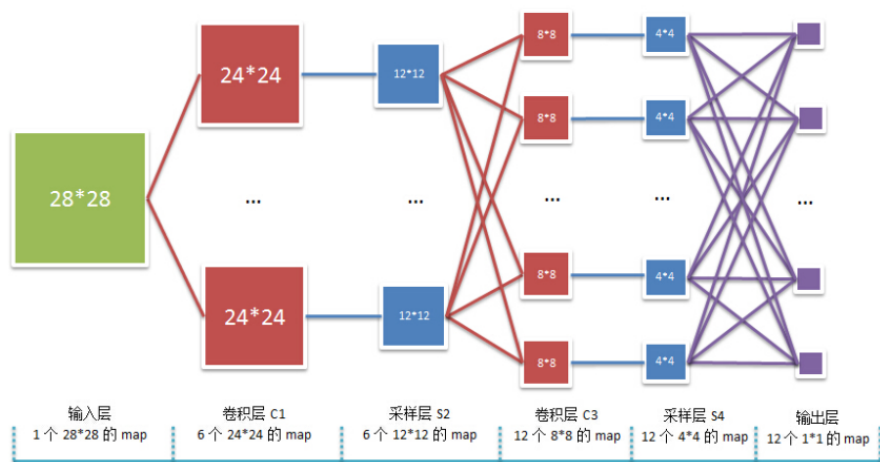 28*28
24*24
...
24*24
12*12
...
12*12
8*8
8*8
...
8*8
8*8
4*4
4*4
...
4*4
4*4
...
输入层
1 个 28*28 的 map
卷积层 C1
6 个 24*24 的 map
采样层 S2
6 个 12*12 的 map
卷积层 C3
12 个 8*8 的 map
采样层 S4
12 个 4*4 的 map
输出层
12 个 1*1 的 map